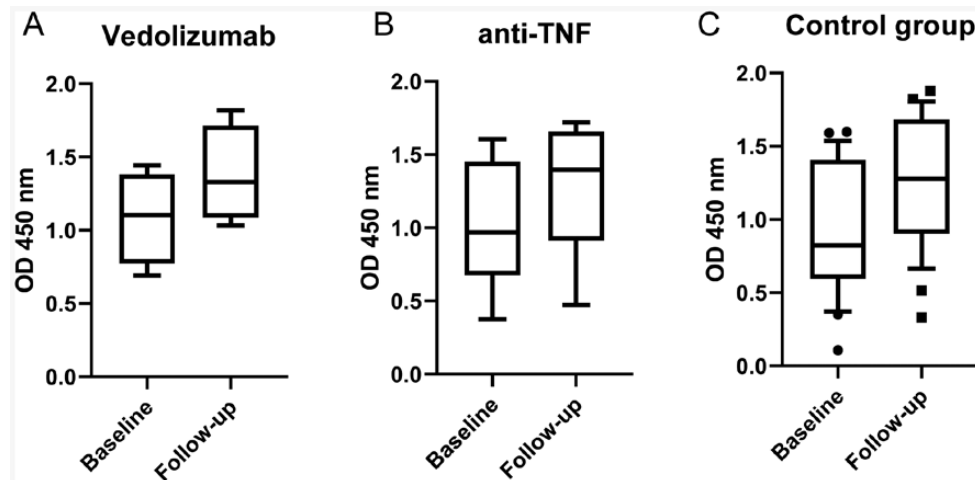 A
Vedolizumab
OD 450 nm
2.0
1.5
1.0
0.5
0.0
Baseline
Follow-up
B
anti-TNF
OD 450 nm
2.0
1.5
1.0
0.5
0.0
Baseline
Follow-up
C
Control group
OD 450 nm
2.0
1.5
1.0
0.5
0.0
Baseline
Follow-up